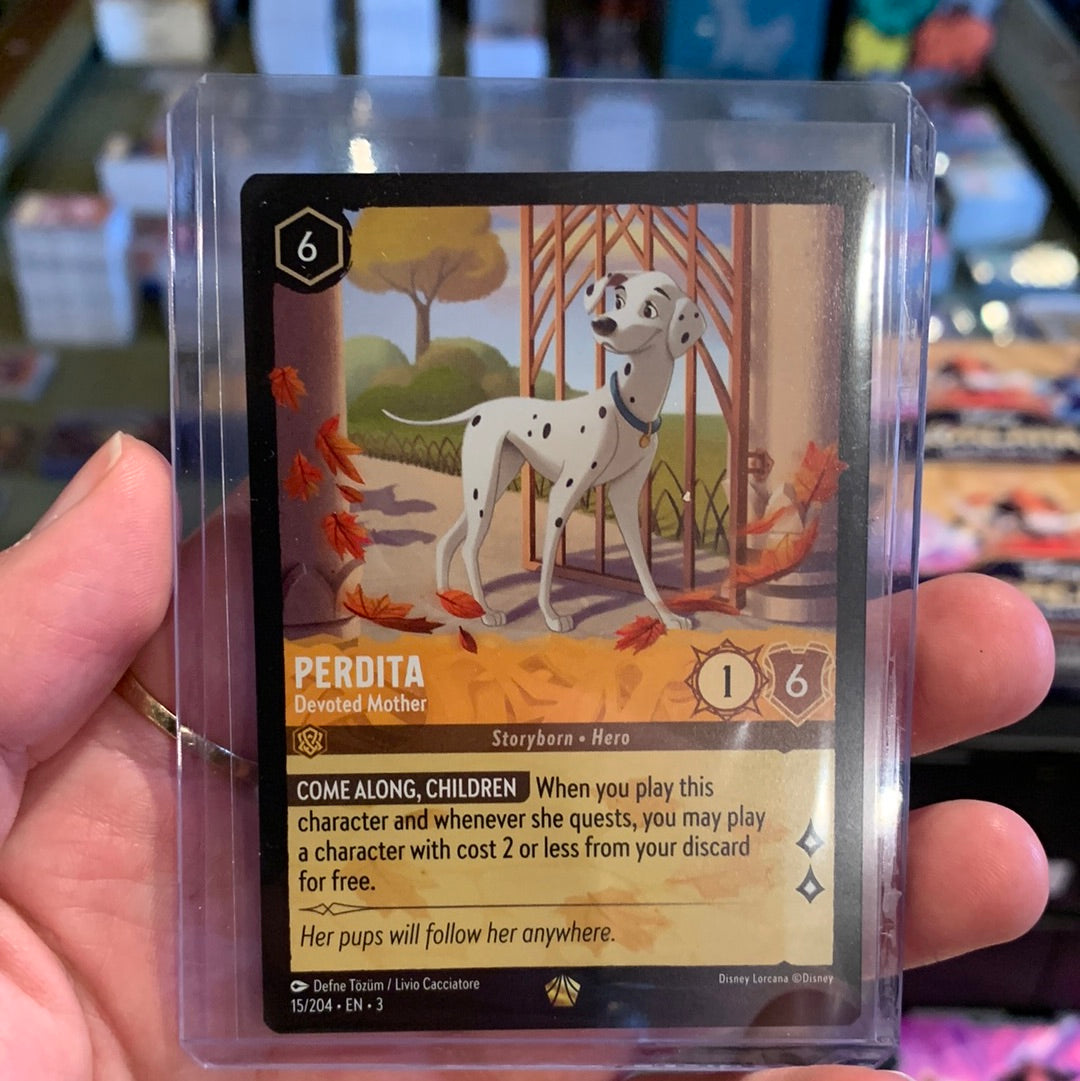 6
PERDITA
Devoted Mother
1 6
Storyborn • Hero
COME ALONG, CHILDREN When you play this
character and whenever she quests, you may play
a character with cost 2 or less from your discard
for free.
Her pups will follow her anywhere.
Defne Tözüm / Livio Cacciatore
Disney Lorcana ©Disney
15/204 • EN • 3